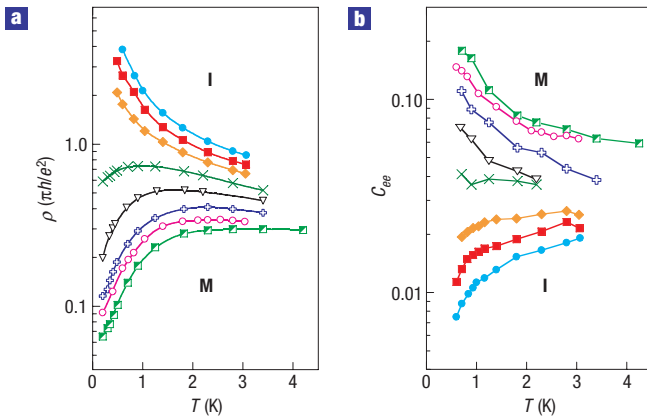 a
I
M
ρ (πh/e²)
1.0
0.1
0 1 2 3 4
T (K)
b
M
I
C_ee
0.10
0.01
0 1 2 3 4
T (K)